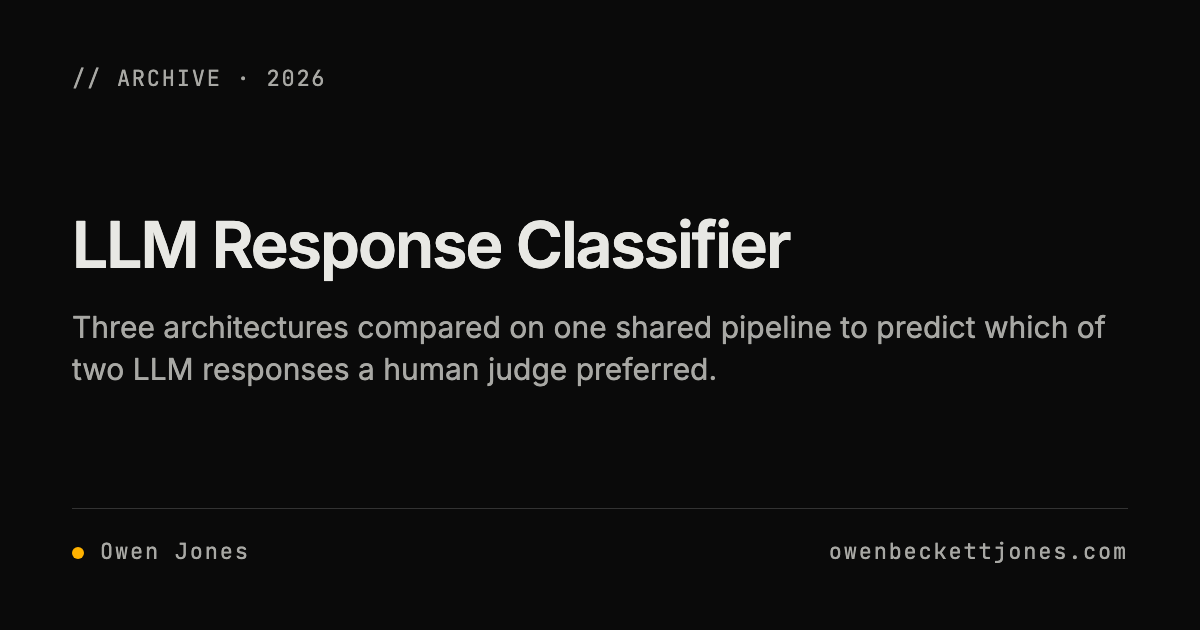 // ARCHIVE · 2026
LLM Response Classifier
Three architectures compared on one shared pipeline to predict which of
two LLM responses a human judge preferred.
Owen Jones
owenbeckettjones.com